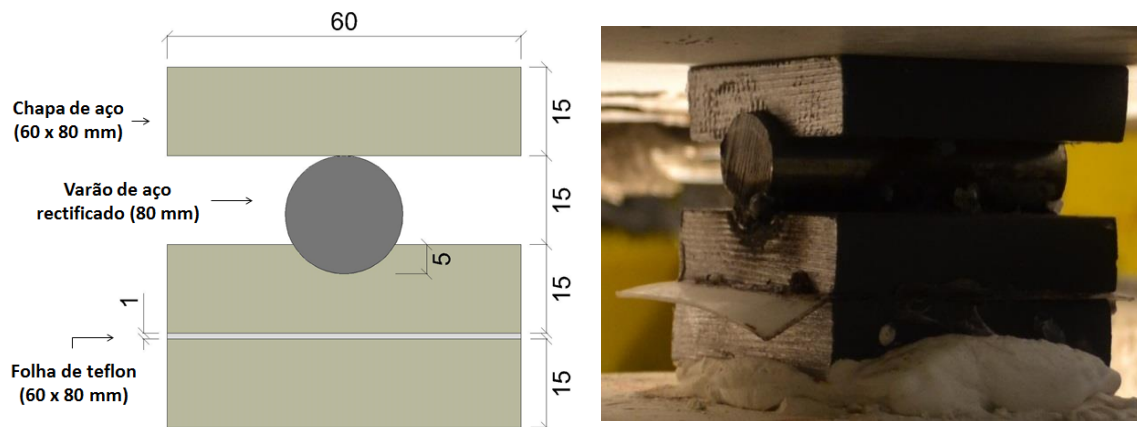 60
Chapa de aço
(60 x 80 mm)
15
Varão de aço
rectificado (80 mm)
15
5
15
1
Folha de teflon
(60 x 80 mm)
15